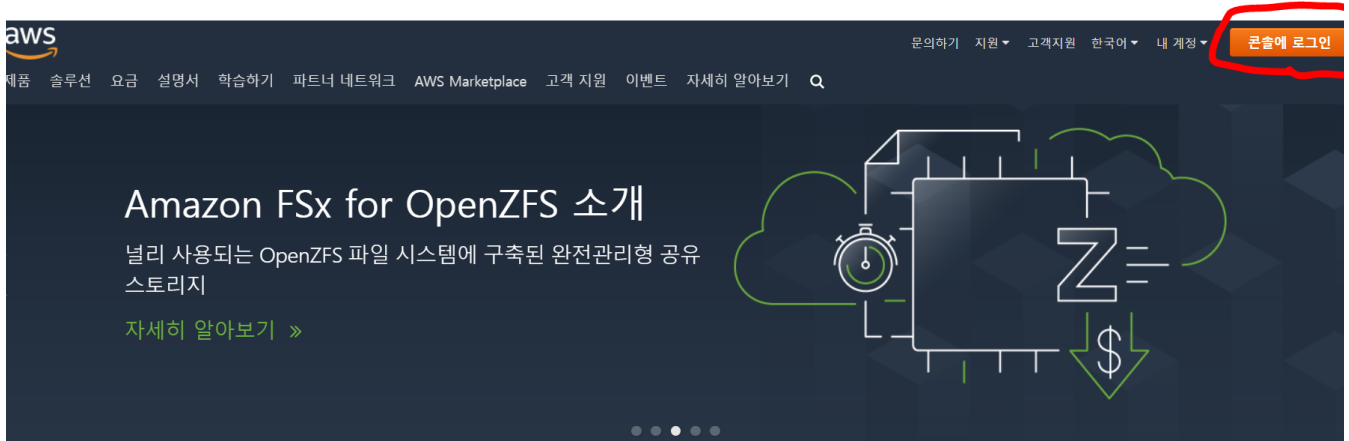 aws
문의하기 지원 고객지원 한국어 내 계정 콘솔에 로그인
제품 솔루션 요금 설명서 학습하기 파트너 네트워크 AWS Marketplace 고객 지원 이벤트 자세히 알아보기
Amazon FSx for OpenZFS 소개
널리 사용되는 OpenZFS 파일 시스템에 구축된 완전관리형 공유
스토리지
자세히 알아보기 »
Z
$